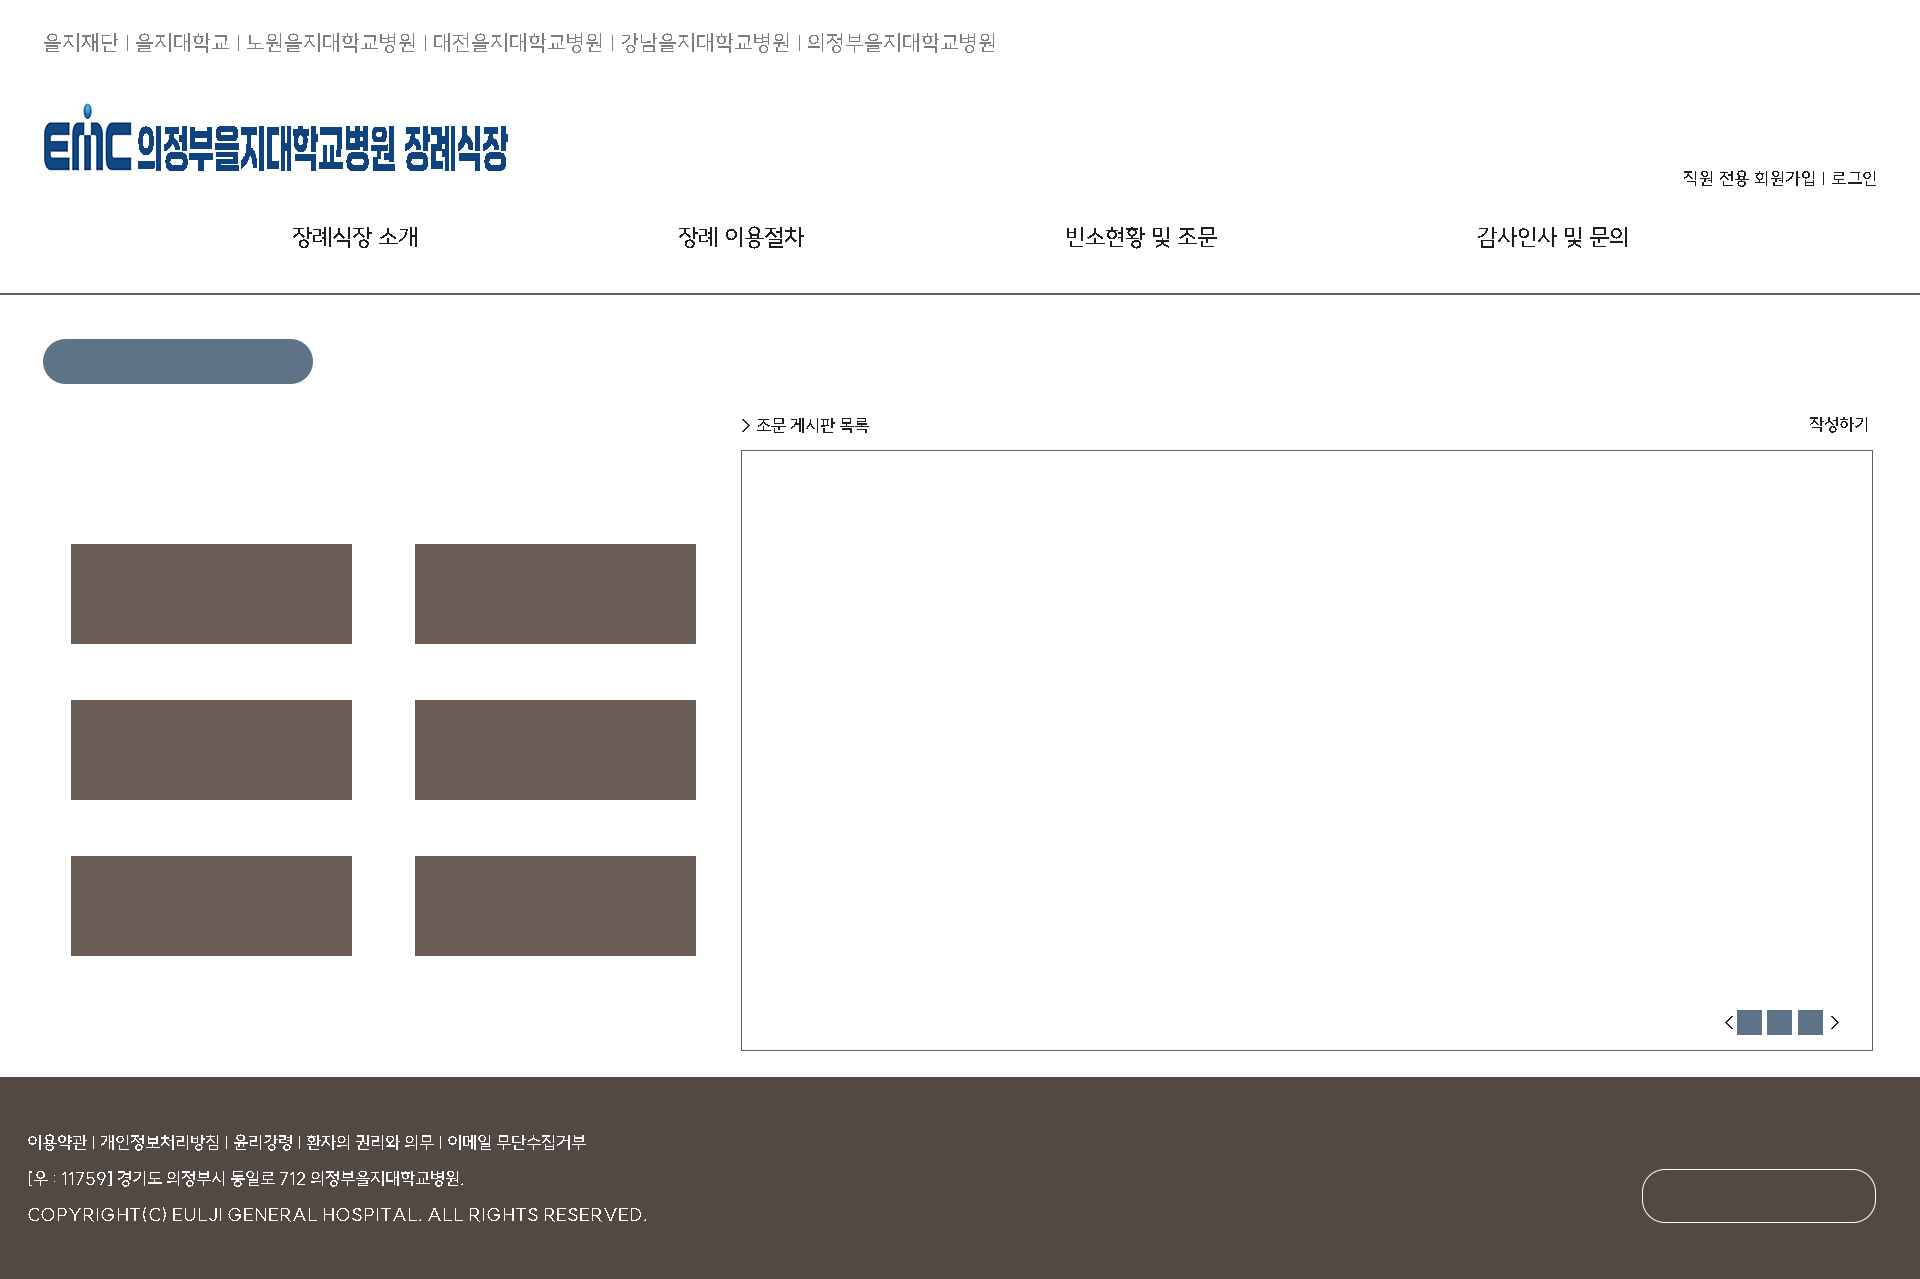 을지재단 | 을지대학교 | 노원을지대학교병원 | 대전을지대학교병원 | 강남을지대학교병원 | 의정부을지대학교병원
EMC 의정부을지대학교병원 장례식장
직원 전용 회원가입 | 로그인
장례식장 소개 장례 이용절차 빈소현황 및 조문 감사인사 및 문의
> 조문 게시판 목록 작성하기
< >
이용약관 | 개인정보처리방침 | 윤리강령 | 환자의 권리와 의무 | 이메일 무단수집거부
[우 : 11759] 경기도 의정부시 동일로 712 의정부을지대학교병원.
COPYRIGHT(C) EULJI GENERAL HOSPITAL. ALL RIGHTS RESERVED.